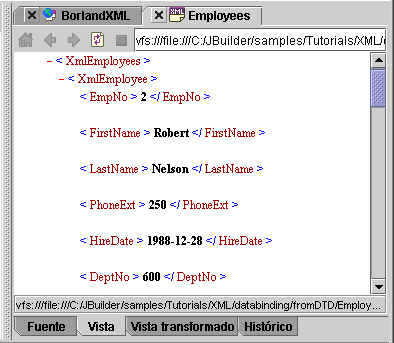 BorlandXML Employees
vfs:///file:///C:/JBuilder/samples/Tutorials/XML/
− < XmlEmployees >
− < XmlEmployee >
< EmpNo > 2 </ EmpNo >
< FirstName > Robert </ FirstName >
< LastName > Nelson </ LastName >
< PhoneExt > 250 </ PhoneExt >
< HireDate > 1988-12-28 </ HireDate >
< DeptNo > 600 </ DeptNo >
vfs:///file:///C:/JBuilder/samples/Tutorials/XML/databinding/fromDTD/Employ...
Fuente Vista Vista transformado Histórico